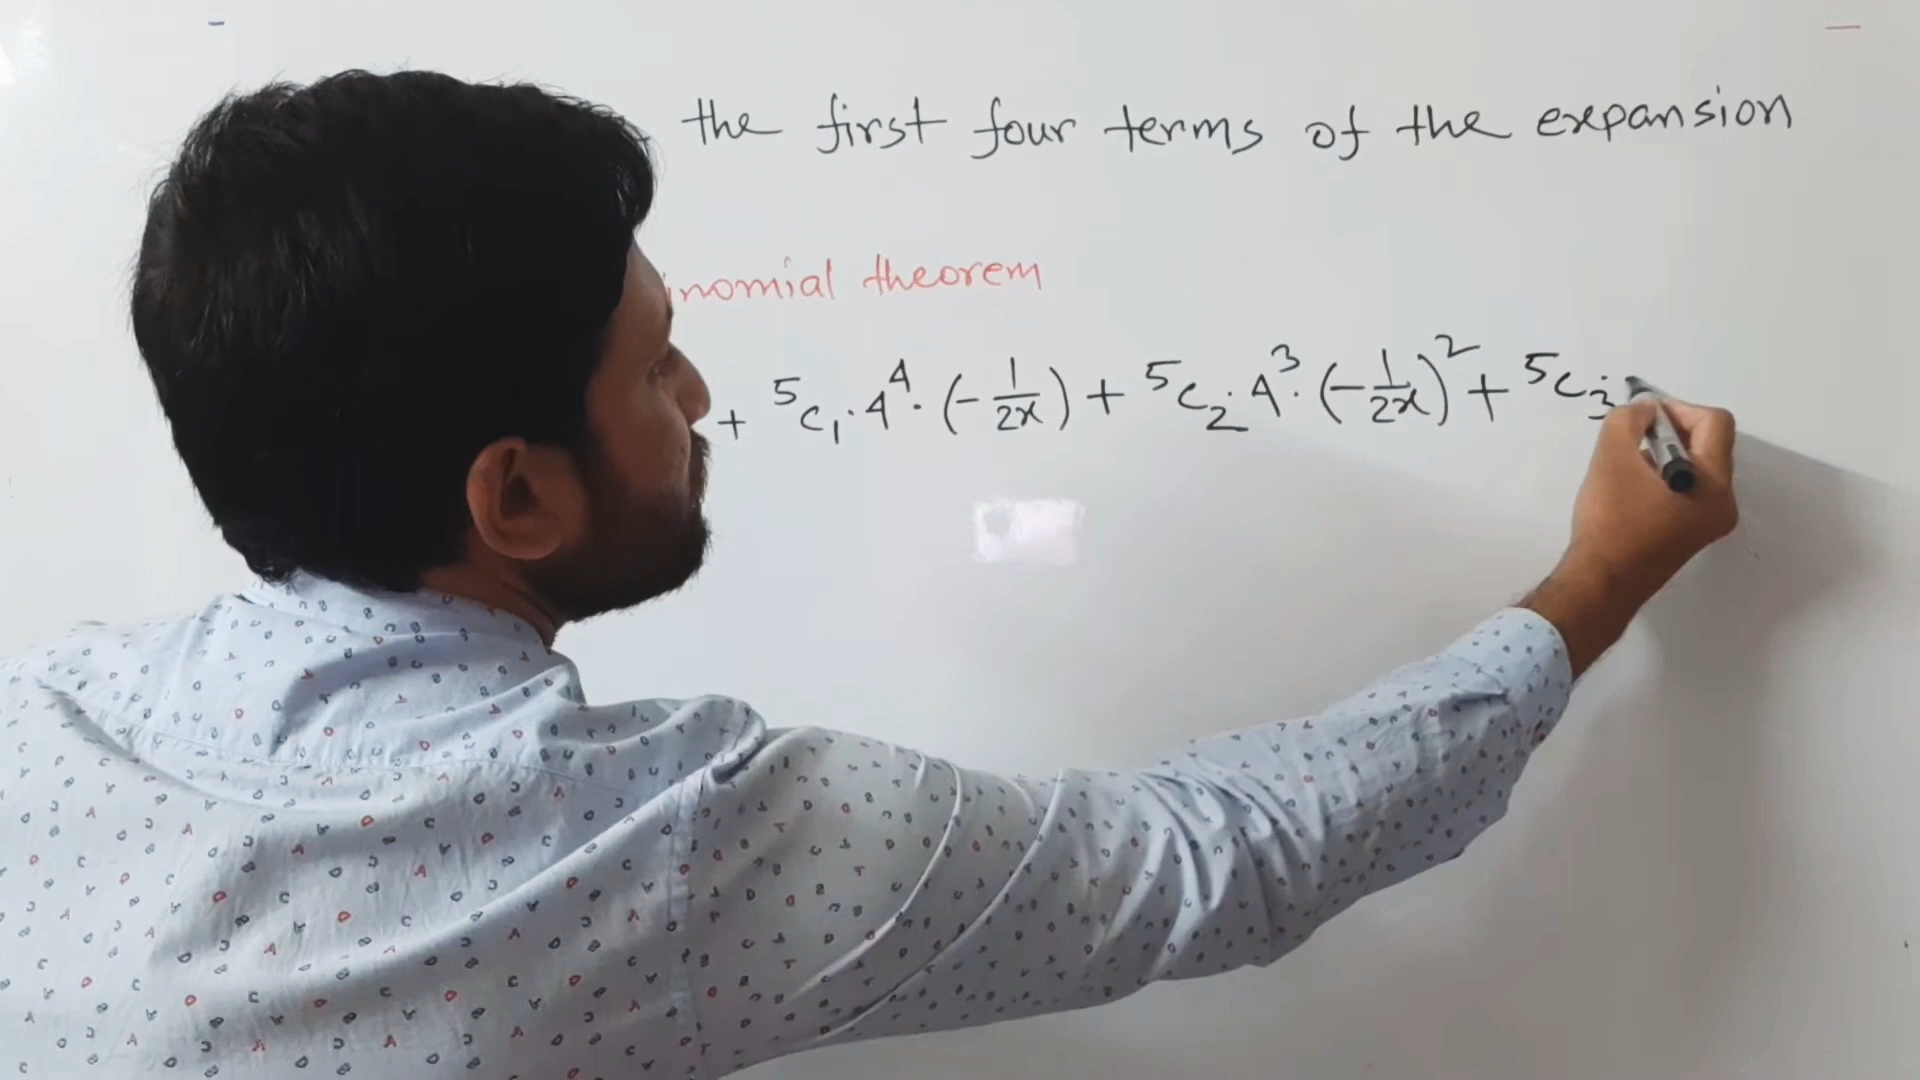 the first four terms of the expansion
inomial theorem
+ ⁵C₁·4⁴·(-1/2x) + ⁵C₂·4³·(-1/2x)² + ⁵C₃·